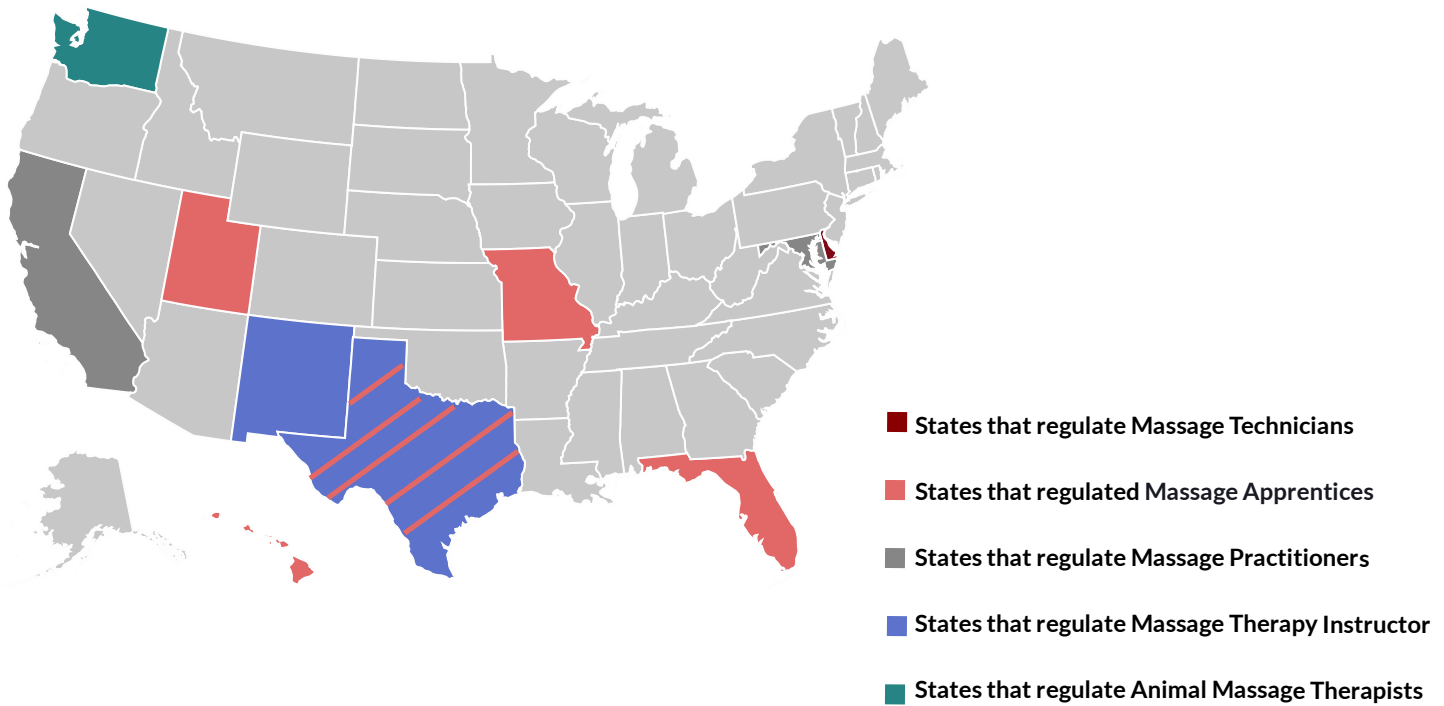 States that regulate Massage Technicians
States that regulated Massage Apprentices
States that regulate Massage Practitioners
States that regulate Massage Therapy Instructor
States that regulate Animal Massage Therapists